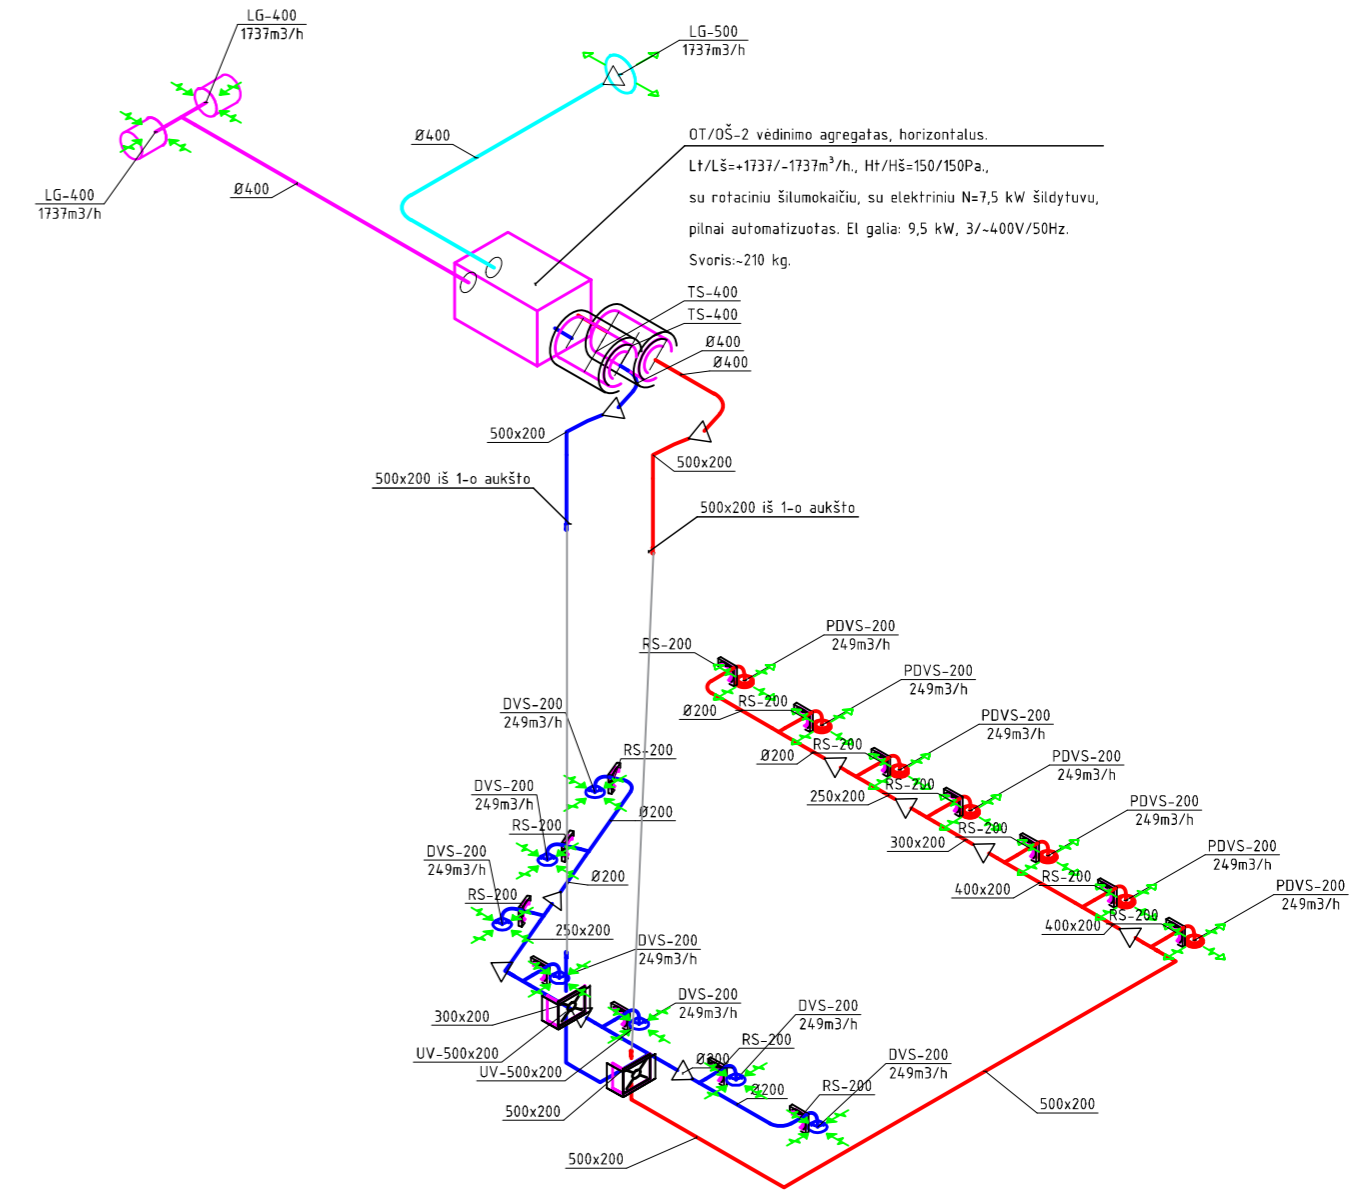 LG-400
1737m3/h
LG-500
1737m3/h
Ø400
OT/OŠ-2 vėdinimo agregatas, horizontalus.
Lt/Lš=+1737/-1737m³/h., Ht/Hš=150/150Pa.,
su rotaciniu šilumokaičiu, su elektriniu N=7,5 kW šildytuvu,
pilnai automatizuotas. El galia: 9,5 kW, 3/~400V/50Hz.
Svoris:~210 kg.
LG-400
1737m3/h
Ø400
TS-400
TS-400
Ø400
Ø400
500x200
500x200
500x200 iš 1-o aukšto
500x200 iš 1-o aukšto
PDVS-200
249m3/h
RS-200
PDVS-200
249m3/h
RS-200
Ø200
PDVS-200
249m3/h
RS-200
Ø200
PDVS-200
249m3/h
RS-200
250x200
PDVS-200
249m3/h
RS-200
300x200
PDVS-200
249m3/h
RS-200
400x200
PDVS-200
249m3/h
RS-200
400x200
DVS-200
249m3/h
RS-200
DVS-200
249m3/h
Ø200
RS-200
DVS-200
249m3/h
Ø200
RS-200
250x200
DVS-200
249m3/h
300x200
DVS-200
249m3/h
UV-500x200
UV-500x200
DVS-200
249m3/h
RS-200
Ø200
DVS-200
249m3/h
RS-200
Ø200
500x200
500x200
500x200